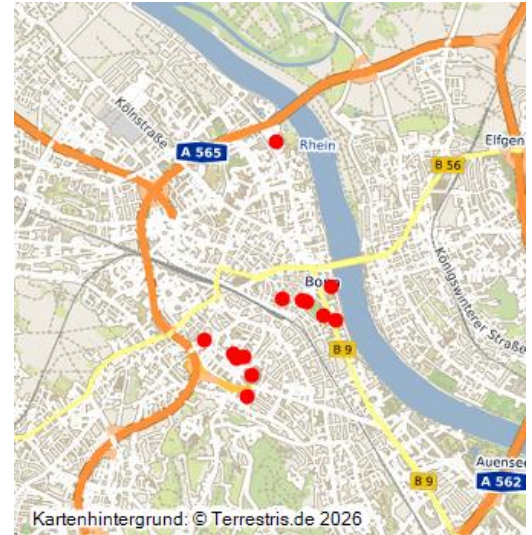 Kölnstraße
A 565
Rhein
Elfgen
B 56
Königswinterer Straße
Bonn
B 9
Auensee
A 562
B 9
Kartenhintergrund: © Terrestris.de 2026